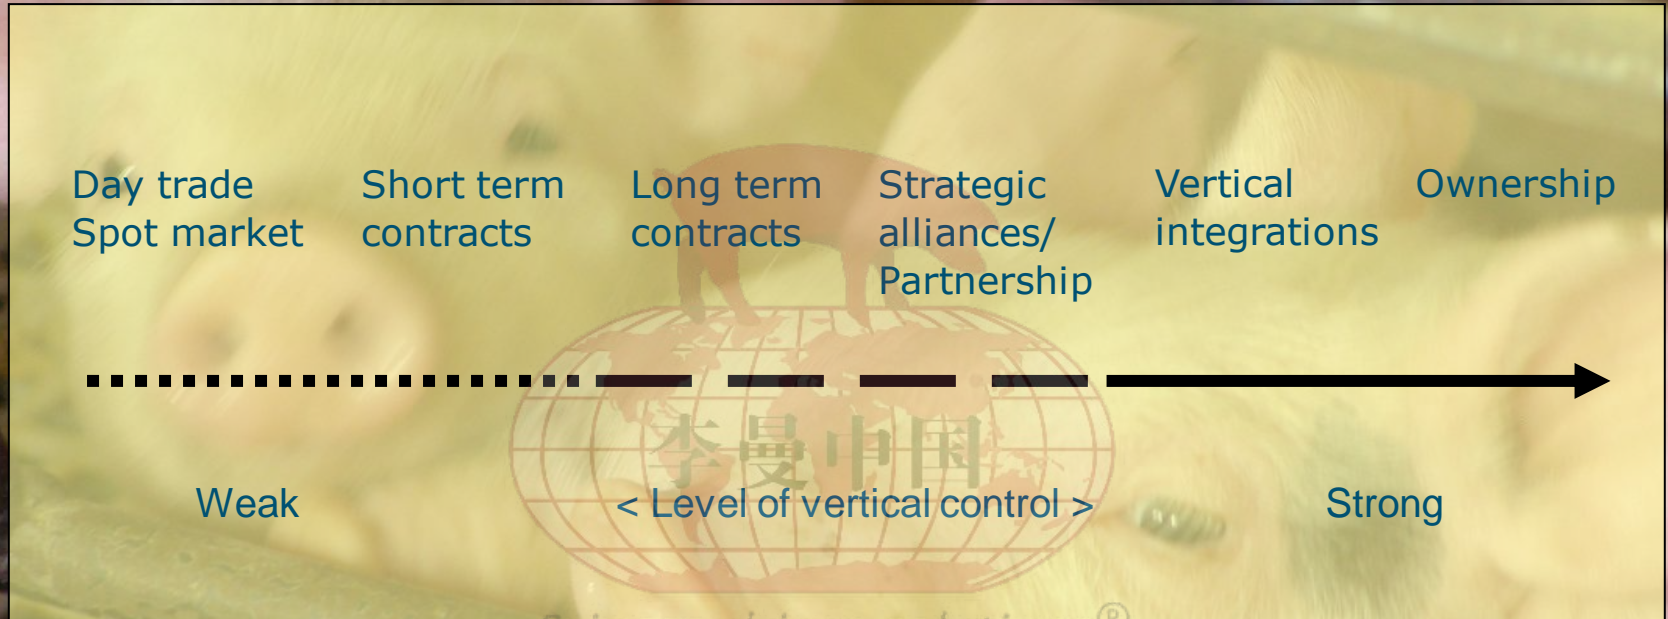 Day trade
Spot market
Short term
contracts
Long term
contracts
Strategic
alliances/
Partnership
Vertical
integrations
Ownership
李曼中国
Weak
< Level of vertical control >
Strong
®